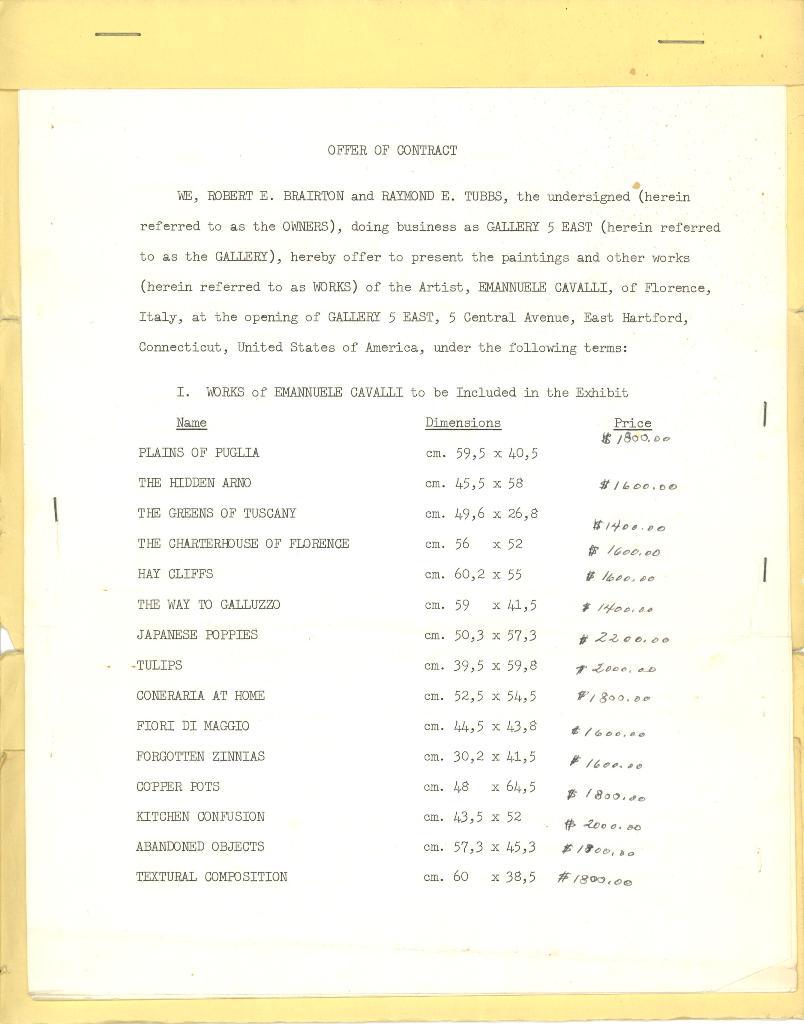 OFFER OF CONTRACT
WE, ROBERT E. BRAIRTON and RAYMOND E. TUBBS, the undersigned (herein
referred to as the OWNERS), doing business as GALLERY 5 EAST (herein referred
to as the GALLERY), hereby offer to present the paintings and other works
(herein referred to as WORKS) of the Artist, EMANNUELE CAVALLI, of Florence,
Italy, at the opening of GALLERY 5 EAST, 5 Central Avenue, East Hartford,
Connecticut, United States of America, under the following terms:
I. WORKS of EMANNUELE CAVALLI to be Included in the Exhibit
Name Dimensions Price
PLAINS OF PUGLIA cm. 59,5 x 40,5 $1800.00
THE HIDDEN ARNO cm. 45,5 x 58 $1600.00
THE GREENS OF TUSCANY cm. 49,6 x 26,8 $1400.00
THE CHARTERHOUSE OF FLORENCE cm. 56 x 52 $1600.00
HAY CLIFFS cm. 60,2 x 55 $1600.00
THE WAY TO GALLUZZO cm. 59 x 41,5 $1400.00
JAPANESE POPPIES cm. 50,3 x 57,3 $2200.00
-TULIPS cm. 39,5 x 59,8 $2000.00
CONERARIA AT HOME cm. 52,5 x 54,5 $1800.00
FIORI DI MAGGIO cm. 44,5 x 43,8 $1600.00
FORGOTTEN ZINNIAS cm. 30,2 x 41,5 $1600.00
COPPER POTS cm. 48 x 64,5 $1800.00
KITCHEN CONFUSION cm. 43,5 x 52 $2000.00
ABANDONED OBJECTS cm. 57,3 x 45,3 $1800.00
TEXTURAL COMPOSITION cm. 60 x 38,5 $1800.00